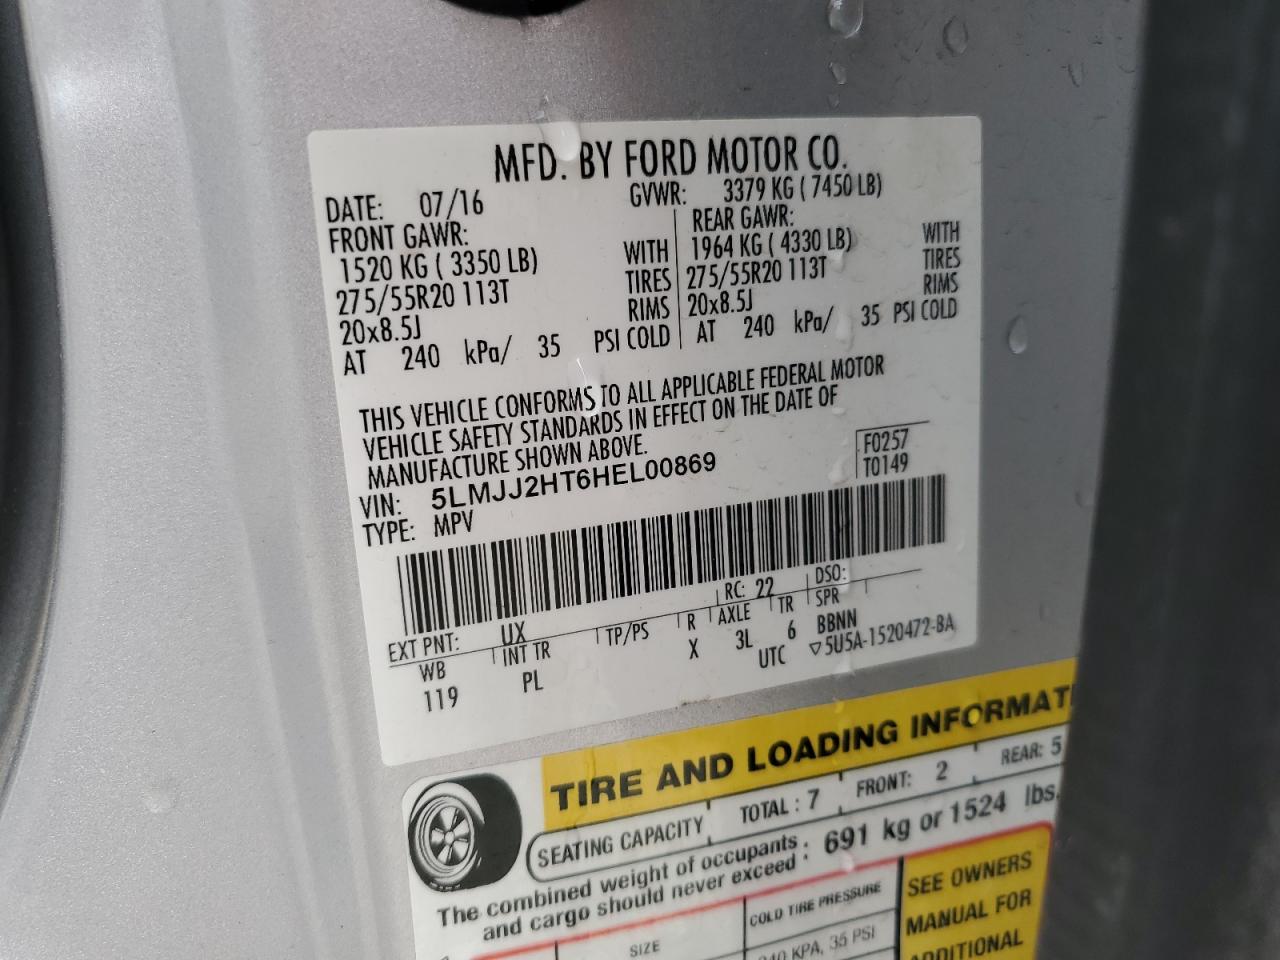 MFD. BY FORD MOTOR CO.
DATE: 07/16 GVWR: 3379 KG ( 7450 LB)
FRONT GAWR: REAR GAWR:
1520 KG ( 3350 LB) WITH 1964 KG ( 4330 LB) WITH
275/55R20 113T TIRES 275/55R20 113T TIRES
20x8.5J RIMS 20x8.5J RIMS
AT 240 kPa/ 35 PSI COLD AT 240 kPa/ 35 PSI COLD
THIS VEHICLE CONFORMS TO ALL APPLICABLE FEDERAL MOTOR
VEHICLE SAFETY STANDARDS IN EFFECT ON THE DATE OF
MANUFACTURE SHOWN ABOVE.
F0257
T0149
VIN: 5LMJJ2HT6HEL00869
TYPE: MPV
EXT PNT: UX RC: 22 DSO:
WB INT TR TP/PS R AXLE TR SPR
119 PL X 3L 6 BBNN
UTC ▽5U5A-1520472-BA
TIRE AND LOADING INFORMAT
SEATING CAPACITY TOTAL : 7 FRONT: 2 REAR: 5
The combined weight of occupants : 691 kg or 1524 lbs.
and cargo should never exceed :
SIZE COLD TIRE PRESSURE SEE OWNERS
MANUAL FOR
KPA, 35 PSI